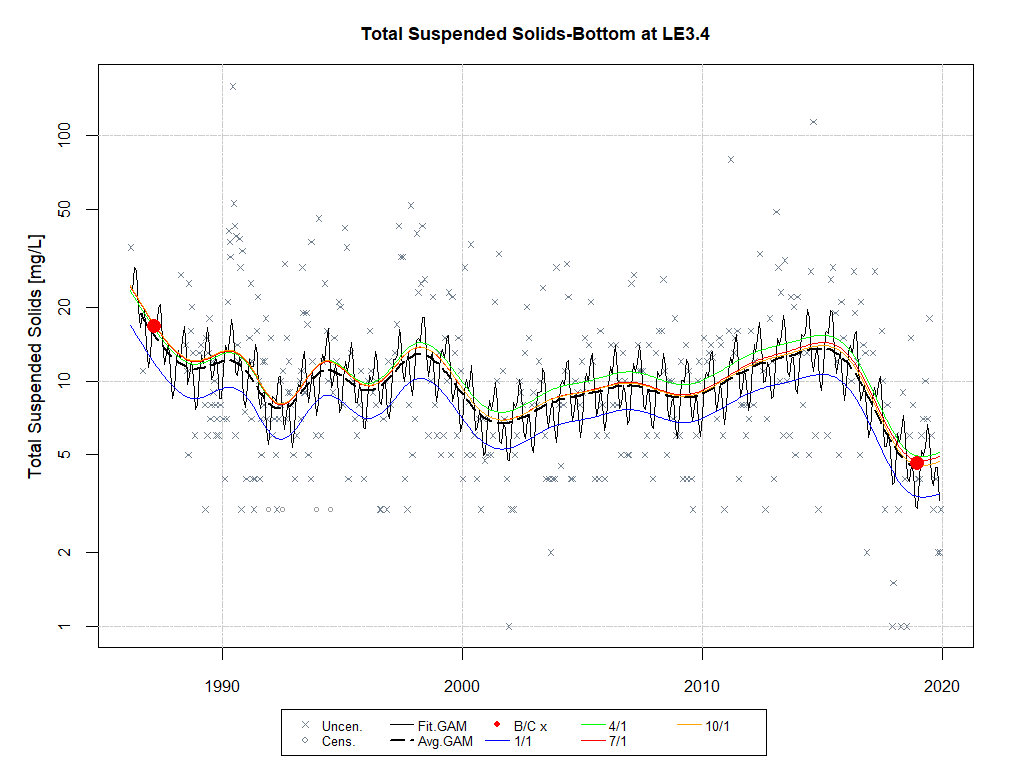 Total Suspended Solids-Bottom at LE3.4
Total Suspended Solids [mg/L]
100
50
20
10
5
2
1
1990 2000 2010 2020
Uncen. Fit.GAM B/C x 4/1 10/1
Cens. Avg.GAM 1/1 7/1